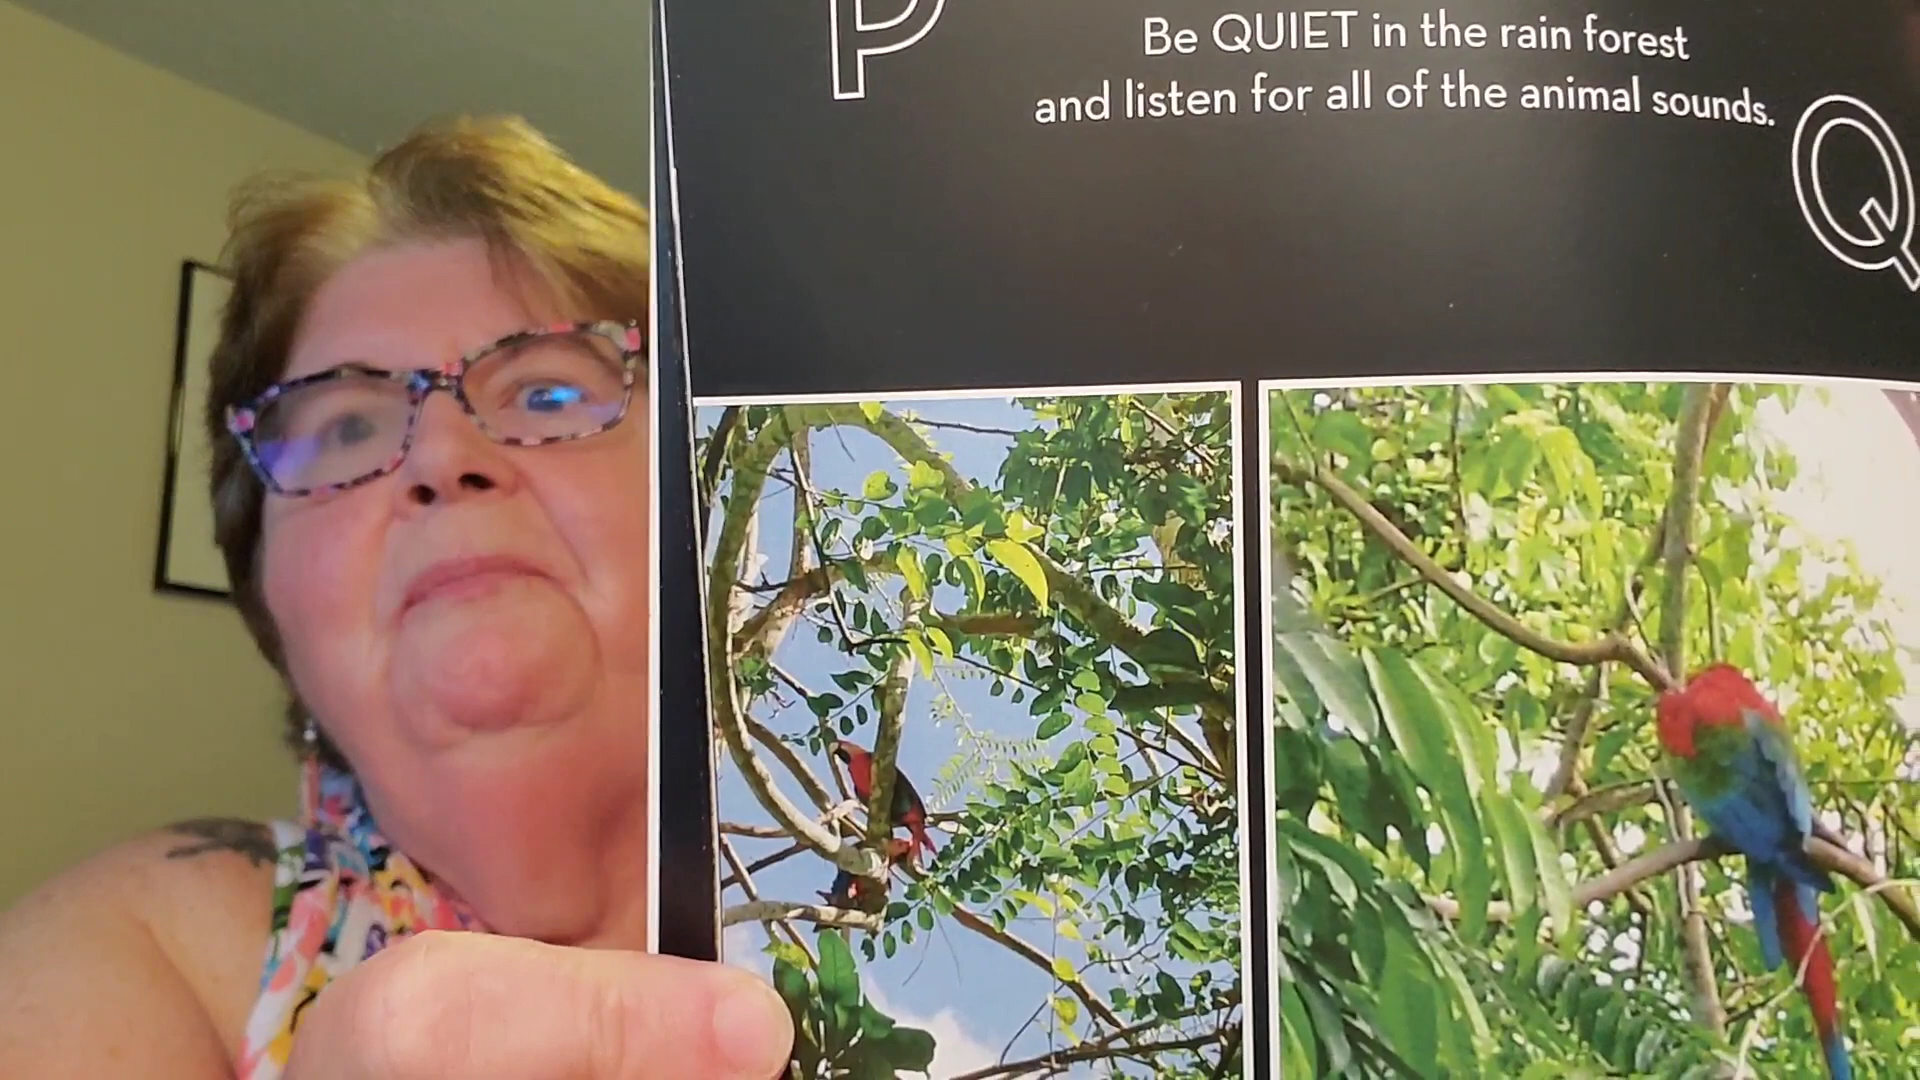 P
Be QUIET in the rain forest
and listen for all of the animal sounds.
Q